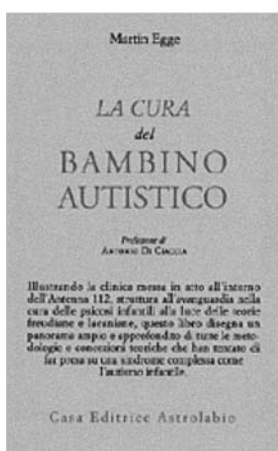 Martin Egge
LA CURA
del
BAMBINO
AUTISTICO
Prefazione di
ANTONIO DI CIACCIA
Illustrando la clinica messa in atto all'interno
dell'Antenna 112, struttura all'avanguardia nella
cura delle psicosi infantili alla luce delle teorie
freudiane e lacaniane, questo libro disegna un
panorama ampio e approfondito di tutte le meto-
dologie e concezioni teoriche che han tentato di
far presa su una sindrome complessa come
l'autismo infantile.
Casa Editrice Astrolabio